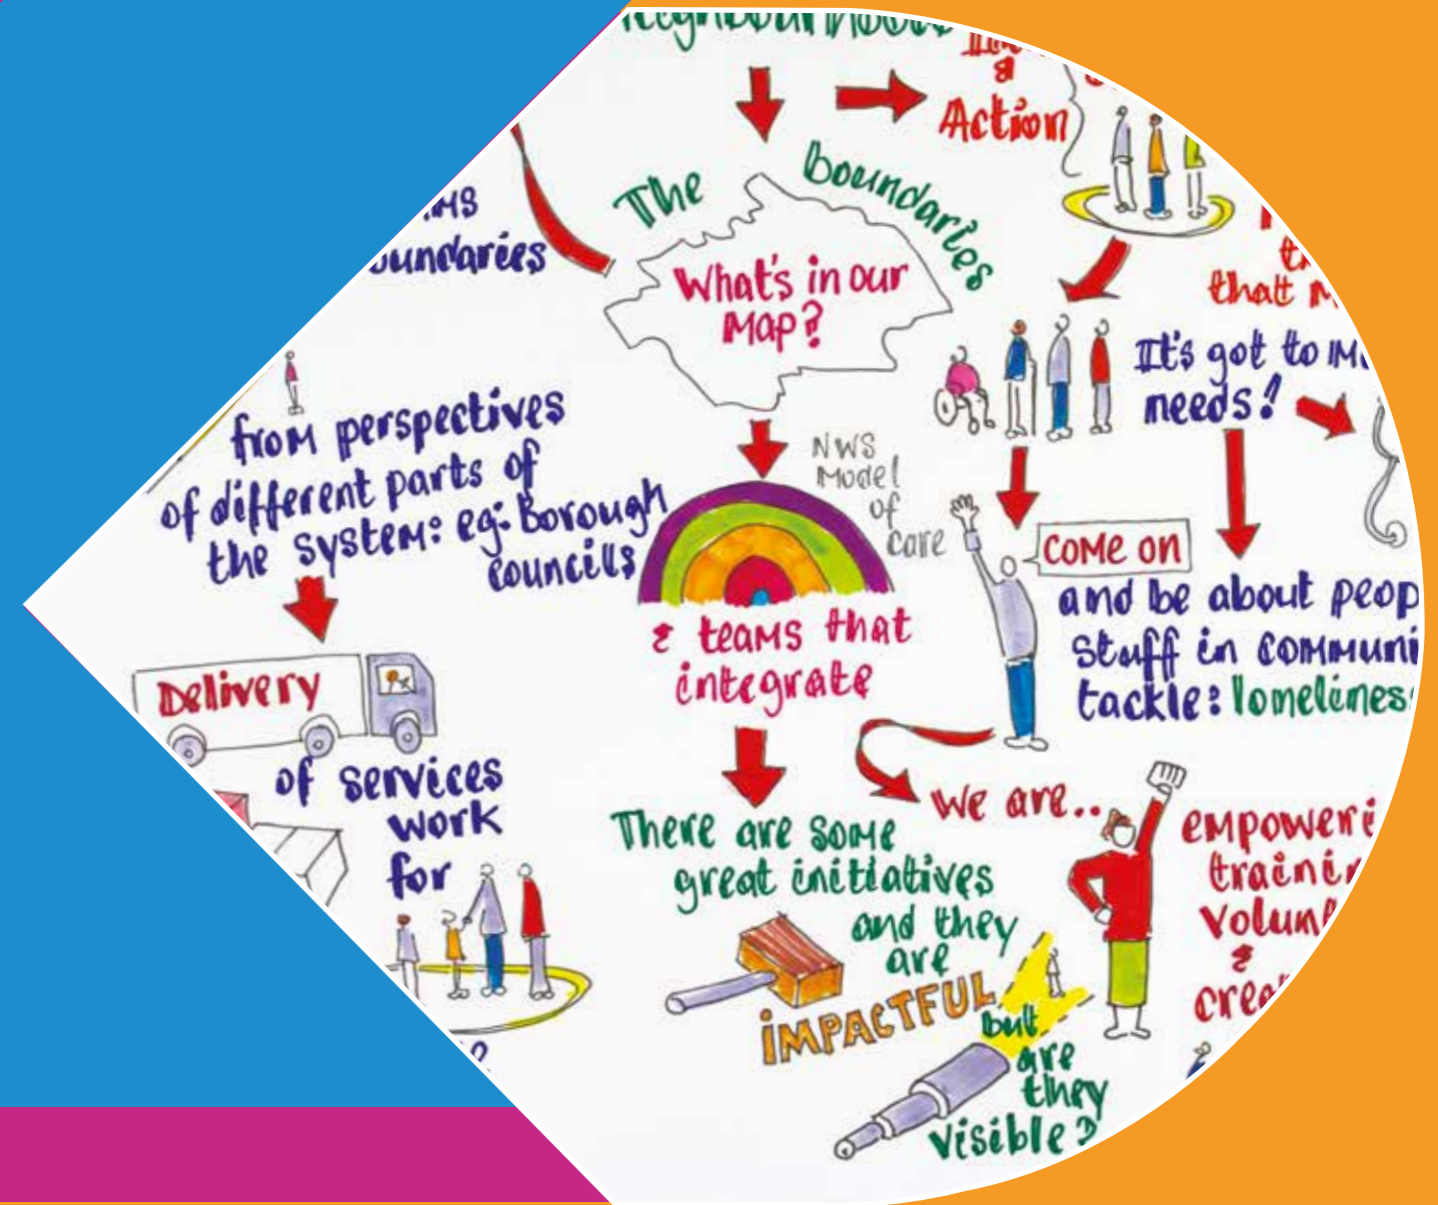 Action
The boundaries
What's in our
Map?
It's got to
needs!
from perspectives
of different parts of
the system: eg: Borough
councils
NWS
Model
of
care
& teams that
integrate
COME ON
and be about
stuff in
tackle:
Delivery
of services
work
for
There are some
great initiatives
and they
are
IMPACTFUL
but
are
they
visible?
We are..
&